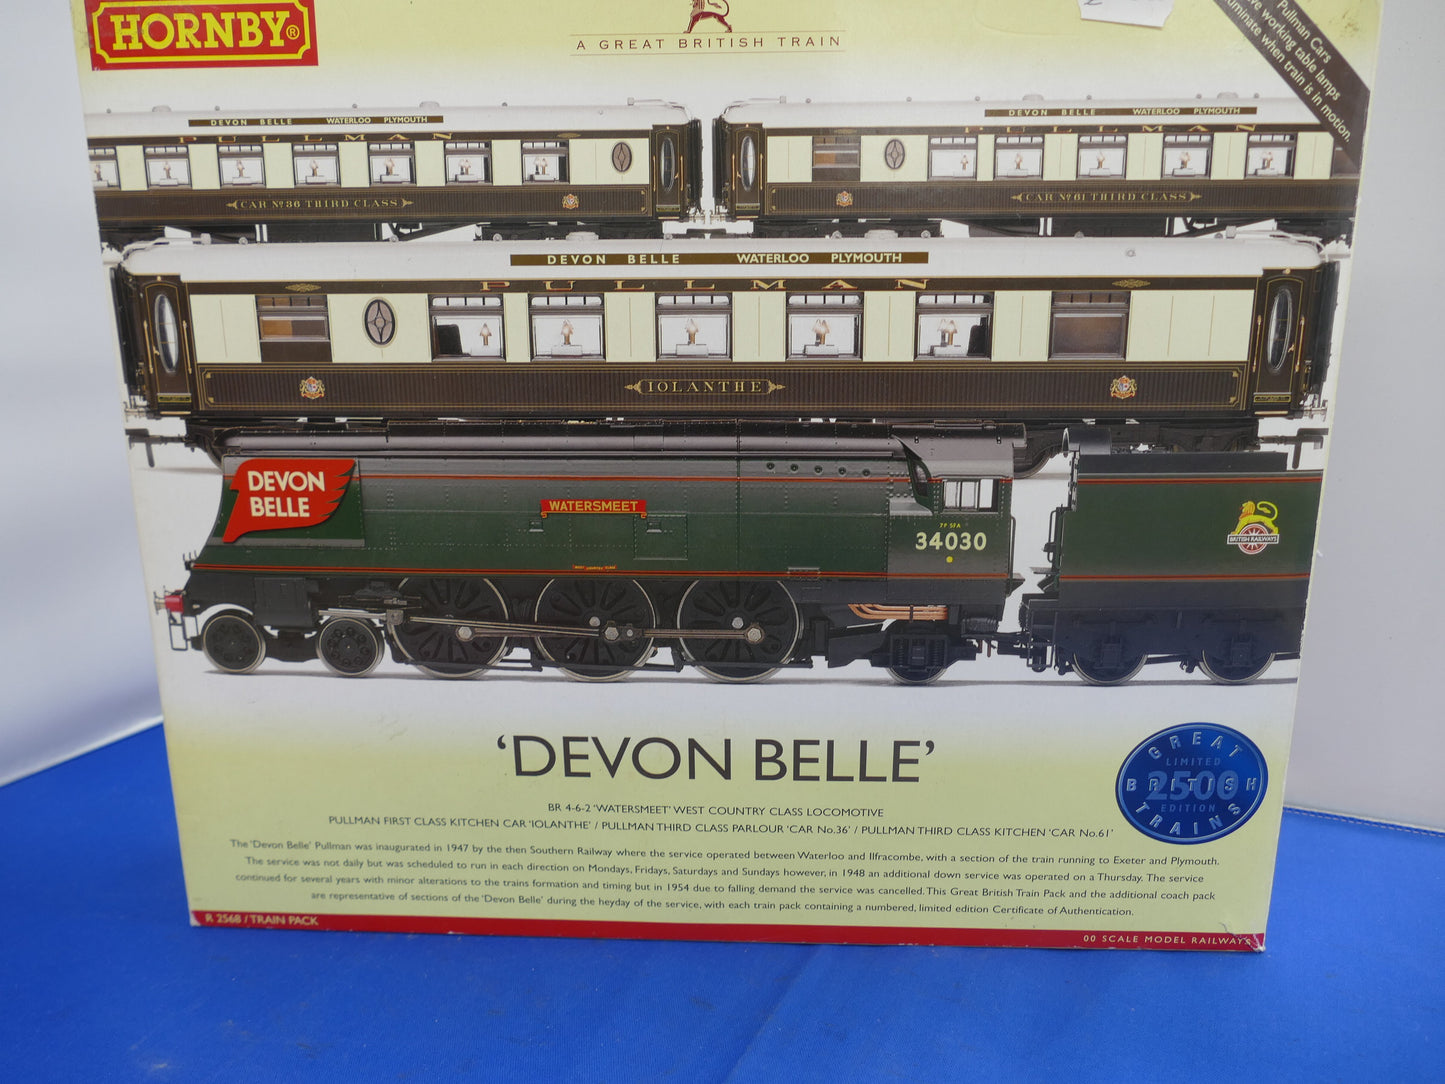 HORNBY®
A GREAT BRITISH TRAIN
Pullman Cars
working table lamps
when train is in motion.
DEVON BELLE WATERLOO PLYMOUTH
PULLMAN
CAR Nº36 THIRD CLASS
DEVON BELLE WATERLOO PLYMOUTH
PULLMAN
CAR Nº61 THIRD CLASS
DEVON BELLE WATERLOO PLYMOUTH
PULLMAN
IOLANTHE
DEVON
BELLE
WATERSMEET
WEST COUNTRY CLASS
7P 5FA
34030
BRITISH RAILWAYS
'DEVON BELLE'
GREAT
LIMITED
BRITISH
2500
EDITION
TRAINS
BR 4-6-2 'WATERSMEET' WEST COUNTRY CLASS LOCOMOTIVE
PULLMAN FIRST CLASS KITCHEN CAR 'IOLANTHE' / PULLMAN THIRD CLASS PARLOUR 'CAR No.36' / PULLMAN THIRD CLASS KITCHEN 'CAR No.61'
The 'Devon Belle' Pullman was inaugurated in 1947 by the then Southern Railway where the service operated between Waterloo and Ilfracombe, with a section of the train running to Exeter and Plymouth.
The service was not daily but was scheduled to run in each direction on Mondays, Fridays, Saturdays and Sundays however, in 1948 an additional down service was operated on a Thursday. The service
continued for several years with minor alterations to the trains formation and timing but in 1954 due to falling demand the service was cancelled. This Great British Train Pack and the additional coach pack
are representative of sections of the 'Devon Belle' during the heyday of the service, with each train pack containing a numbered, limited edition Certificate of Authentication.
R 2568 / TRAIN PACK
00 SCALE MODEL RAILWAYS